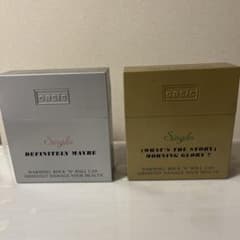 oasis
Singles
DEFINITELY MAYBE
WARNING: ROCK 'N' ROLL CAN
SERIOUSLY DAMAGE YOUR HEALTH
oasis
Singles
(WHAT'S THE STORY)
MORNING GLORY ?
WARNING: ROCK 'N' ROLL CAN
SERIOUSLY DAMAGE YOUR HEALTH